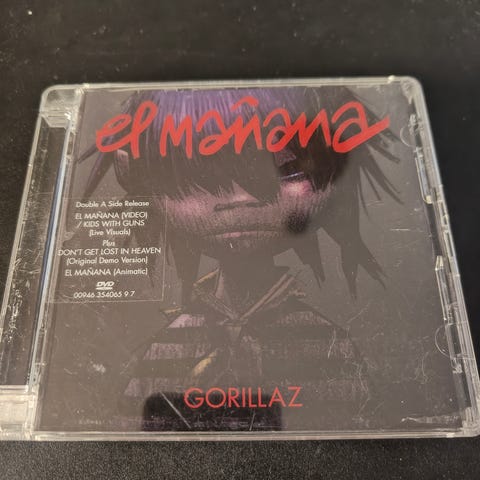 el mañana
Double A Side Release
EL MAÑANA (VIDEO)
/ KIDS WITH GUNS
(Live Visuals)
Plus
DON'T GET LOST IN HEAVEN
(Original Demo Version)
EL MAÑANA (Animatic)
DVD
00946 354065 9 7
GORILLAZ